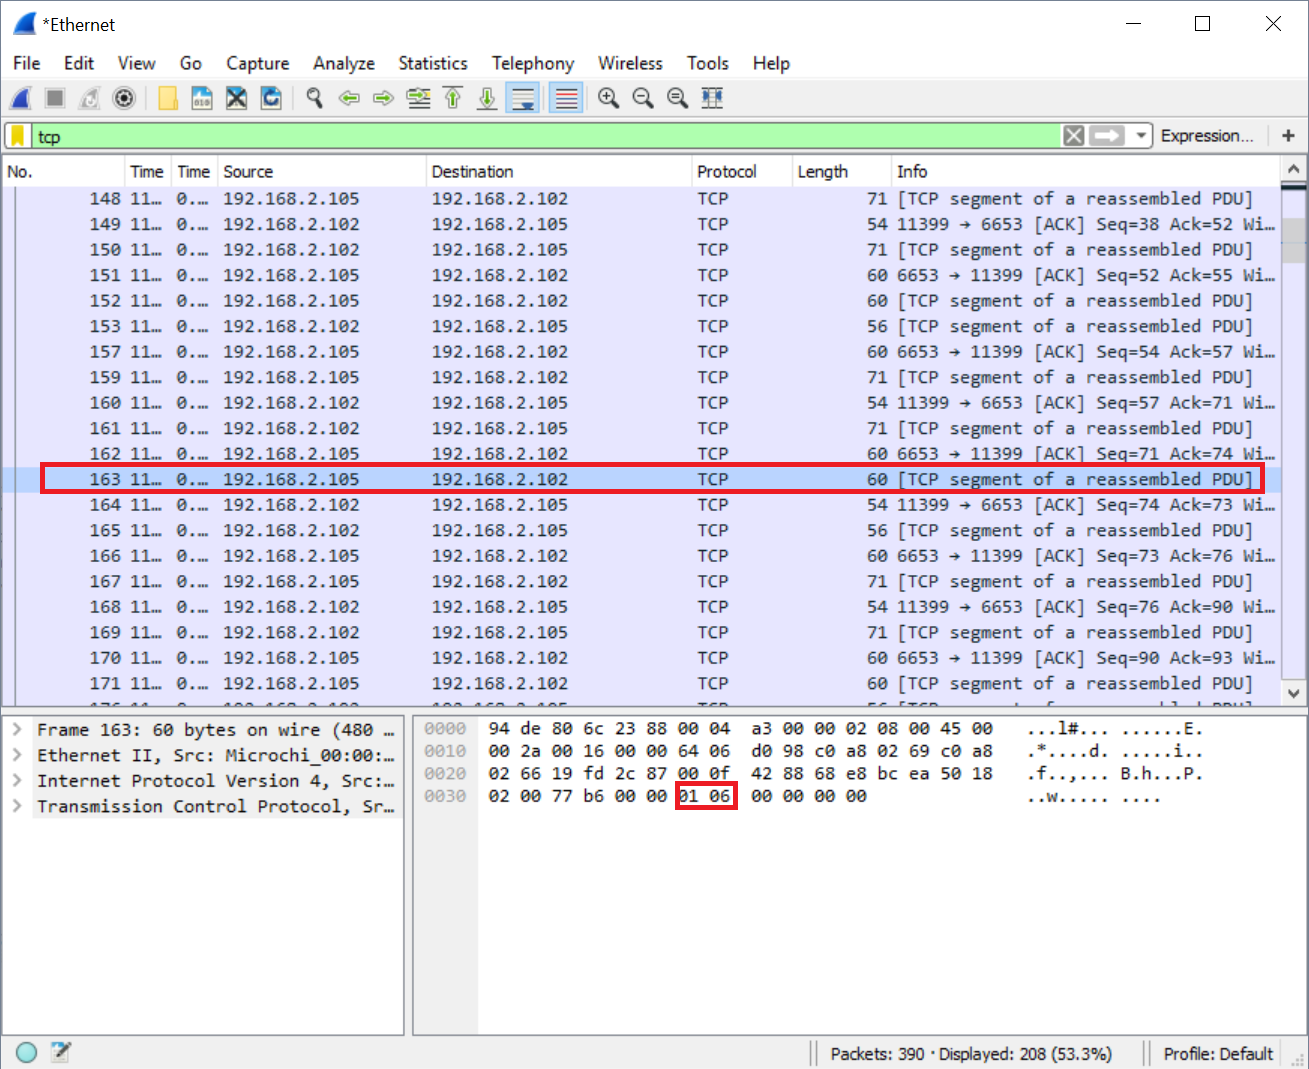 *Ethernet
File Edit View Go Capture Analyze Statistics Telephony Wireless Tools Help
tcp Expression... +
No. Time Time Source Destination Protocol Length Info
148 11… 0.… 192.168.2.105 192.168.2.102 TCP 71 [TCP segment of a reassembled PDU]
149 11… 0.… 192.168.2.102 192.168.2.105 TCP 54 11399 → 6653 [ACK] Seq=38 Ack=52 Wi…
150 11… 0.… 192.168.2.102 192.168.2.105 TCP 71 [TCP segment of a reassembled PDU]
151 11… 0.… 192.168.2.105 192.168.2.102 TCP 60 6653 → 11399 [ACK] Seq=52 Ack=55 Wi…
152 11… 0.… 192.168.2.105 192.168.2.102 TCP 60 [TCP segment of a reassembled PDU]
153 11… 0.… 192.168.2.102 192.168.2.105 TCP 56 [TCP segment of a reassembled PDU]
157 11… 0.… 192.168.2.105 192.168.2.102 TCP 60 6653 → 11399 [ACK] Seq=54 Ack=57 Wi…
159 11… 0.… 192.168.2.105 192.168.2.102 TCP 71 [TCP segment of a reassembled PDU]
160 11… 0.… 192.168.2.102 192.168.2.105 TCP 54 11399 → 6653 [ACK] Seq=57 Ack=71 Wi…
161 11… 0.… 192.168.2.102 192.168.2.105 TCP 71 [TCP segment of a reassembled PDU]
162 11… 0.… 192.168.2.105 192.168.2.102 TCP 60 6653 → 11399 [ACK] Seq=71 Ack=74 Wi…
163 11… 0.… 192.168.2.105 192.168.2.102 TCP 60 [TCP segment of a reassembled PDU]
164 11… 0.… 192.168.2.102 192.168.2.105 TCP 54 11399 → 6653 [ACK] Seq=74 Ack=73 Wi…
165 11… 0.… 192.168.2.102 192.168.2.105 TCP 56 [TCP segment of a reassembled PDU]
166 11… 0.… 192.168.2.105 192.168.2.102 TCP 60 6653 → 11399 [ACK] Seq=73 Ack=76 Wi…
167 11… 0.… 192.168.2.105 192.168.2.102 TCP 71 [TCP segment of a reassembled PDU]
168 11… 0.… 192.168.2.102 192.168.2.105 TCP 54 11399 → 6653 [ACK] Seq=76 Ack=90 Wi…
169 11… 0.… 192.168.2.102 192.168.2.105 TCP 71 [TCP segment of a reassembled PDU]
170 11… 0.… 192.168.2.105 192.168.2.102 TCP 60 6653 → 11399 [ACK] Seq=90 Ack=93 Wi…
171 11… 0.… 192.168.2.105 192.168.2.102 TCP 60 [TCP segment of a reassembled PDU]
Frame 163: 60 bytes on wire (480 …
Ethernet II, Src: Microchi_00:00:…
Internet Protocol Version 4, Src:…
Transmission Control Protocol, Sr…
0000 94 de 80 6c 23 88 00 04 a3 00 00 02 08 00 45 00 ...l#... ......E.
0010 00 2a 00 16 00 00 64 06 d0 98 c0 a8 02 69 c0 a8 .*....d. .....i..
0020 02 66 19 fd 2c 87 00 0f 42 88 68 e8 bc ea 50 18 .f..,... B.h...P.
0030 02 00 77 b6 00 00 01 06 00 00 00 00 ..w..... ....
Packets: 390 · Displayed: 208 (53.3%) Profile: Default